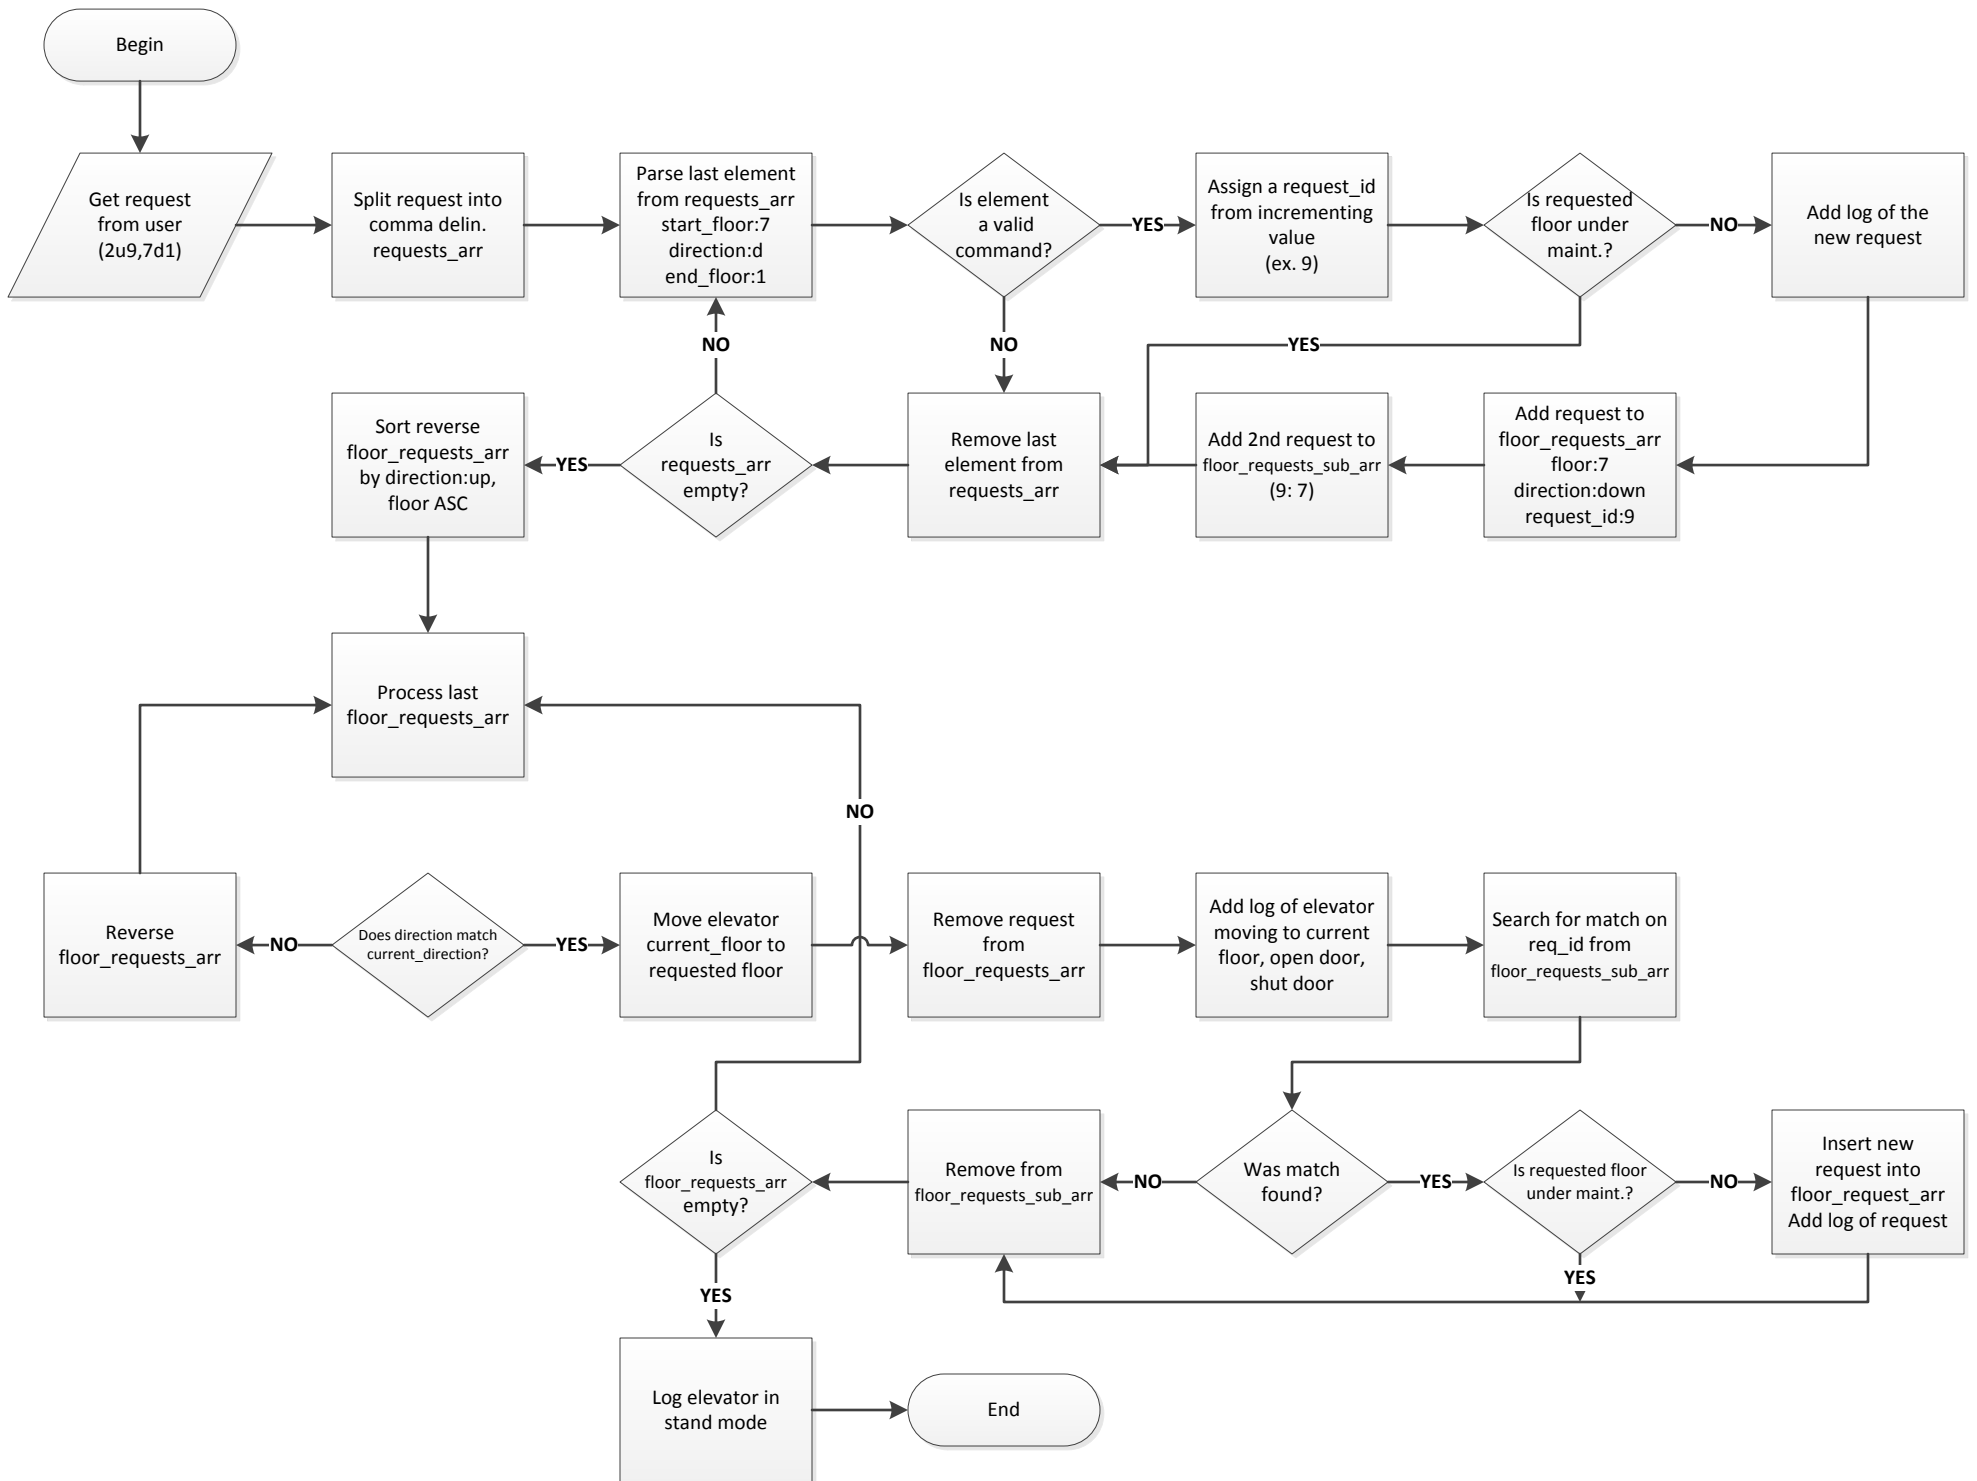 Begin
Get request
from user
(2u9,7d1)
Split request into
comma delin.
requests_arr
Parse last element
from requests_arr
start_floor:7
direction:d
end_floor:1
Is element
a valid
command?
YES
Assign a request_id
from incrementing
value
(ex. 9)
Is requested
floor under
maint.?
NO
Add log of the
new request
NO
NO
YES
Sort reverse
floor_requests_arr
by direction:up,
floor ASC
YES
Is
requests_arr
empty?
Remove last
element from
requests_arr
Add 2nd request to
floor_requests_sub_arr
(9: 7)
Add request to
floor_requests_arr
floor:7
direction:down
request_id:9
Process last
floor_requests_arr
NO
Reverse
floor_requests_arr
NO
Does direction match
current_direction?
YES
Move elevator
current_floor to
requested floor
Remove request
from
floor_requests_arr
Add log of elevator
moving to current
floor, open door,
shut door
Search for match on
req_id from
floor_requests_sub_arr
Is
floor_requests_arr
empty?
Remove from
floor_requests_sub_arr
NO
Was match
found?
YES
Is requested floor
under maint.?
NO
Insert new
request into
floor_request_arr
Add log of request
YES
YES
Log elevator in
stand mode
End